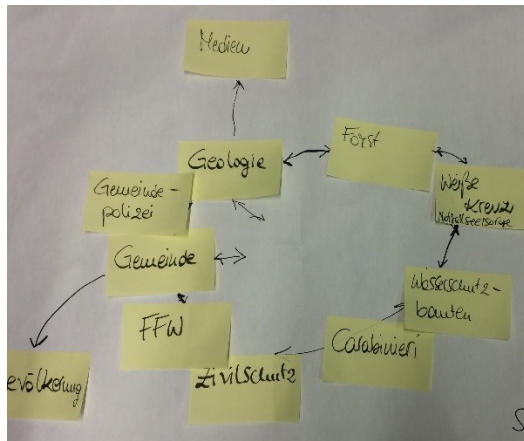 Medien
Geologie
Forst
Gemeinde-
polizei
Weiße
Kreuz
Notfallseelsorge
Gemeinde
Wasserschutz-
bauten
FFW
Carabinieri
evölkerung
Zivilschutz
S